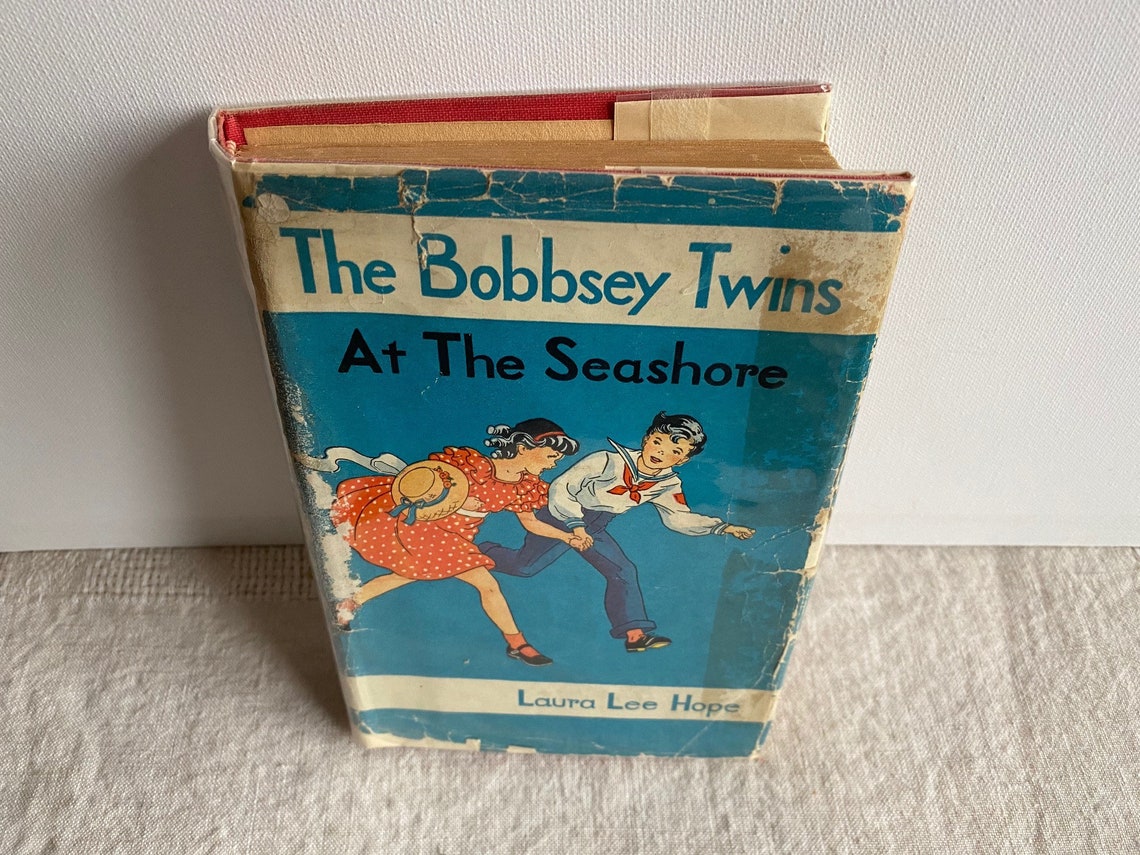 The Bobbsey Twins
At The Seashore
Laura Lee Hope